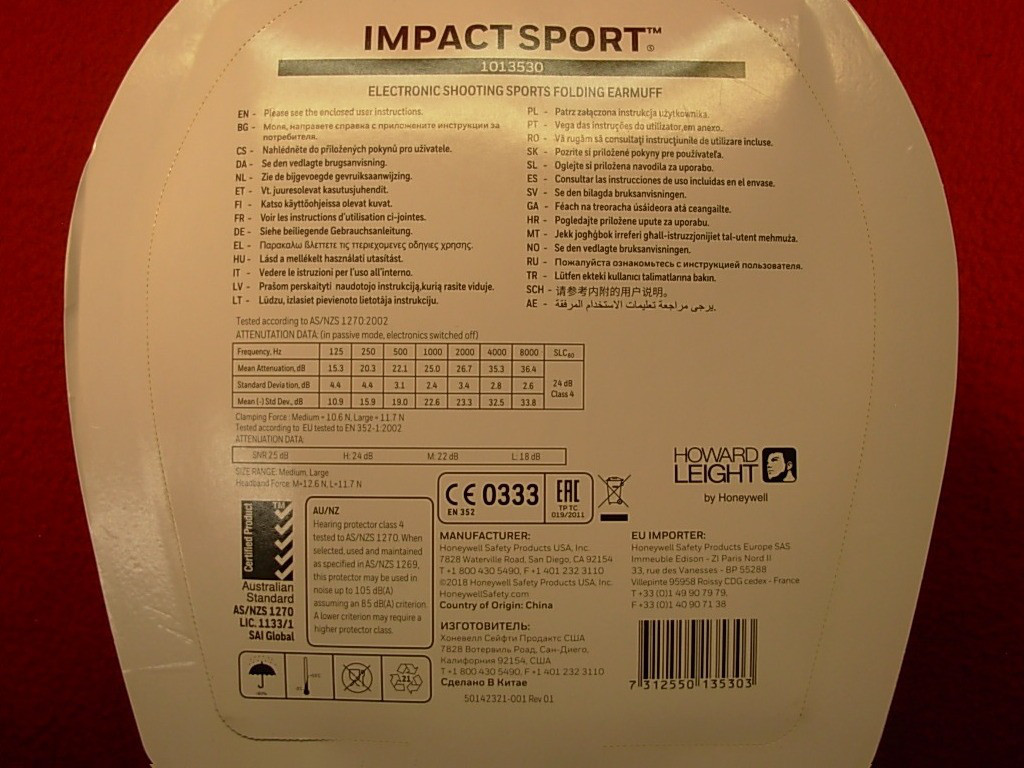 IMPACT SPORT™
1013530
ELECTRONIC SHOOTING SPORTS FOLDING EARMUFF
EN - Please see the enclosed user instructions.
BG - Моля, направете справка с приложените инструкции за
потребителя.
CS - Nahlédněte do přiložených pokynů pro uživatele.
DA - Se den vedlagte brugsanvisning.
NL - Zie de bijgevoegde gebruiksaanwijzing.
ET - Vt. juuresolevat kasutusjuhendit.
FI - Katso käyttöohjeissa olevat kuvat.
FR - Voir les instructions d'utilisation ci-jointes.
DE - Siehe beiliegende Gebrauchsanleitung.
EL - Παρακαλω βλεττετε τις ττεριεχομενες οδηγιες χρησης.
HU - Lásd a mellékelt használati utasítást.
IT - Vedere le istruzioni per l'uso all'interno.
LV - Prašom perskaityti naudotojo instrukciją,kurią rasite viduje.
LT - Lūdzu, izlasiet pievienoto lietotāja instrukciju.
PL - Patrz załączona instrukcja użytkownika.
PT - Vega das instruções do utilizator,em anexo.
RO - Vă rugăm să consultaţi instrucţiunile de utilizare incluse.
SK - Pozrite si priložené pokyny pre používateľa.
SL - Oglejte si priložena navodila za uporabo.
ES - Consultar las instrucciones de uso incluidas en el envase.
SV - Se den bilagda bruksanvisningen.
GA - Féach na treoracha úsáideora atá ceangailte.
HR - Pogledajte priložene upute za uporabu.
MT - Jekk jogħġbok irreferi ghall-istruzzjonijiet tal-utent mehmuża.
NO - Se den vedlagte bruksanvisningen.
RU - Пожалуйста ознакомьтесь с инструкцией пользователя.
TR - Lütfen ekteki kullanıcı talimatlarına bakın.
SCH - 请参考内附的用户说明。
AE - يرجى مراجعة تعليمات الاستخدام المرفقة.
Tested according to AS/NZS 1270:2002
ATTENUTATION DATA: (in passive mode, electronics switched off)
Frequency, Hz 125 250 500 1000 2000 4000 8000 SLC80
Mean Attenuation, dB 15.3 20.3 22.1 25.0 26.7 35.3 36.4
Standard Deviation, dB 4.4 4.4 3.1 2.4 3.4 2.8 2.6
24 dB
Class 4
Mean (-) Std Dev., dB 10.9 15.9 19.0 22.6 23.3 32.5 33.8
Clamping Force : Medium = 10.6 N, Large = 11.7 N
Tested according to EU tested to EN 352-1:2002
ATTENUATION DATA:
SNR 25 dB H: 24 dB M: 22 dB L: 18 dB
SIZE RANGE: Medium, Large
Headband Force: M=12.6 N, L=11.7 N
HOWARD
LEIGHT
by Honeywell
CE 0333
EN 352
EAC
TP TC
019/2011
Certified Product
TM
Australian
Standard
AS/NZS 1270
LIC. 1133/1
SAI Global
AU/NZ
Hearing protector class 4
tested to AS/NZS 1270. When
selected, used and maintained
as specified in AS/NZS 1269,
this protector may be used in
noise up to 105 dB(A)
assuming an 85 dB(A) criterion.
A lower criterion may require a
higher protector class.
MANUFACTURER:
Honeywell Safety Products USA, Inc.
7828 Waterville Road, San Diego, CA 92154
T +1 800 430 5490, F +1 401 232 3110
©2018 Honeywell Safety Products USA, Inc.
HoneywellSafety.com
Country of Origin: China
EU IMPORTER:
Honeywell Safety Products Europe SAS
Immeuble Edison - ZI Paris Nord II
33, rue des Vanesses - BP 55288
Villepinte 95958 Roissy CDG cedex - France
T +33 (0)1 49 90 79 79,
F +33 (0)1 40 90 71 38
ИЗГОТОВИТЕЛЬ:
Хоневелл Сейфти Продактс США
7828 Вотервиль Роад, Сан-Диего,
Калифорния 92154, США
T +1 800 430 5490, F +1 401 232 3110
Сделано В Китае
21
7 312550 135303
50142321-001 Rev 01